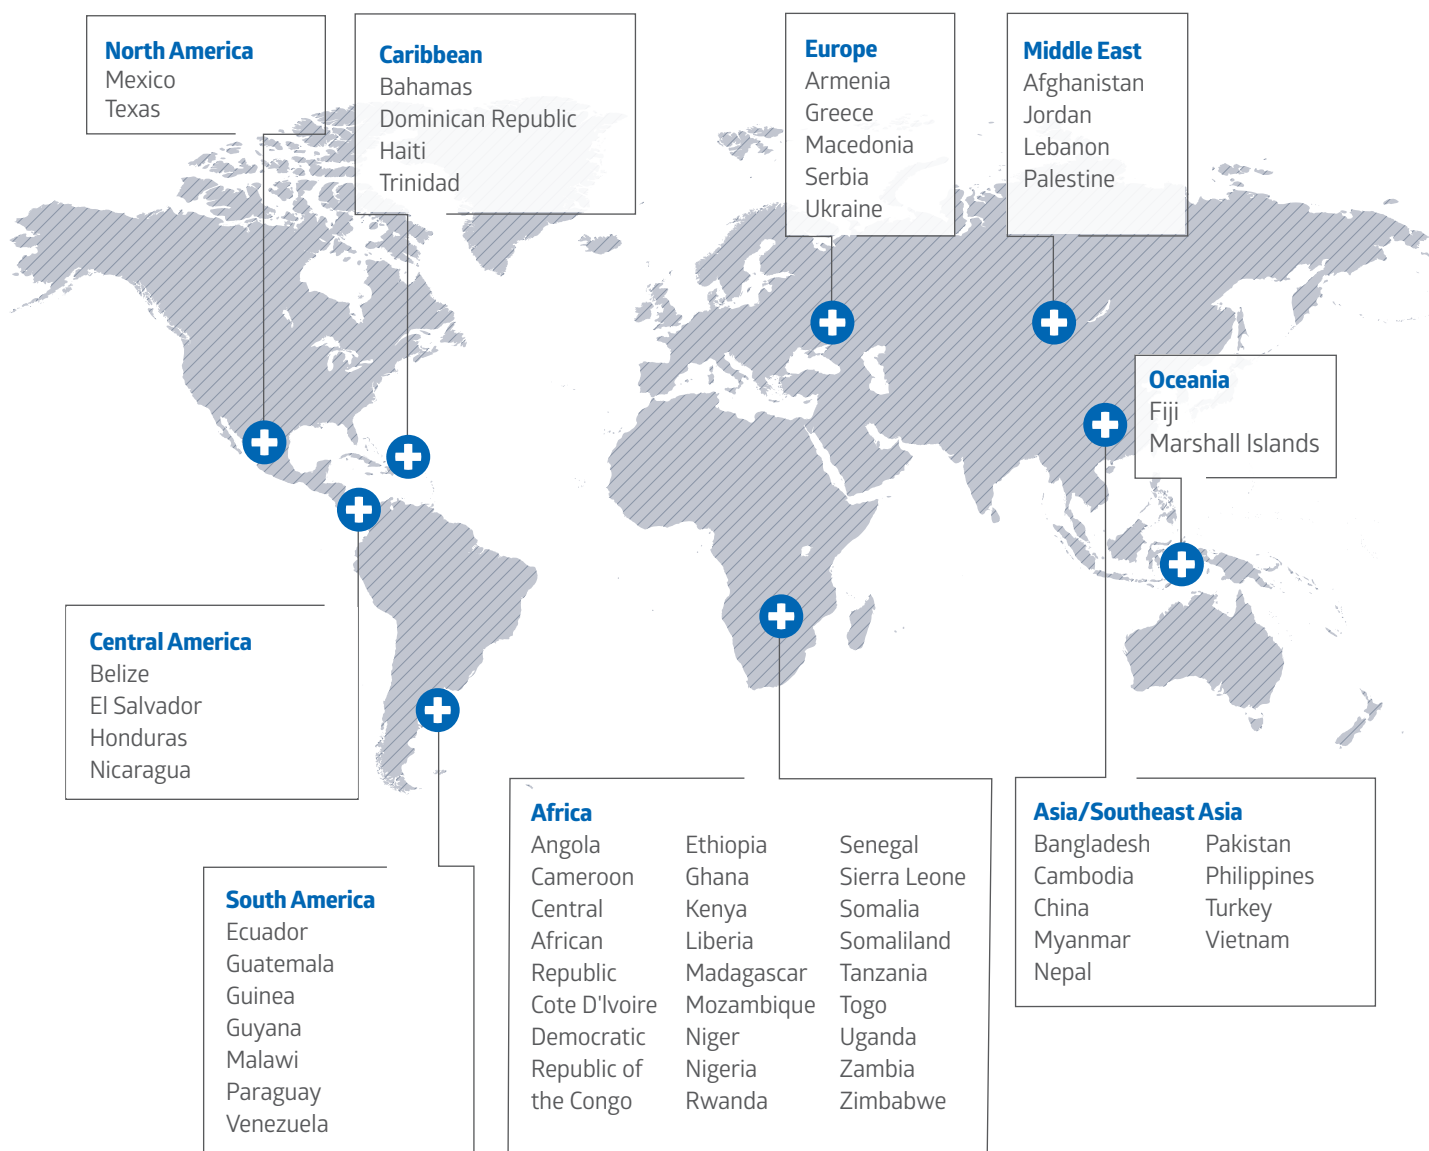 North America
Mexico
Texas
Caribbean
Bahamas
Dominican Republic
Haiti
Trinidad
Europe
Armenia
Greece
Macedonia
Serbia
Ukraine
Middle East
Afghanistan
Jordan
Lebanon
Palestine
Oceania
Fiji
Marshall Islands
Central America
Belize
El Salvador
Honduras
Nicaragua
South America
Ecuador
Guatemala
Guinea
Guyana
Malawi
Paraguay
Venezuela
Africa
Angola
Cameroon
Central
African
Republic
Cote D'Ivoire
Democratic
Republic of
the Congo
Ethiopia
Ghana
Kenya
Liberia
Madagascar
Mozambique
Niger
Nigeria
Rwanda
Senegal
Sierra Leone
Somalia
Somaliland
Tanzania
Togo
Uganda
Zambia
Zimbabwe
Asia/Southeast Asia
Bangladesh
Cambodia
China
Myanmar
Nepal
Pakistan
Philippines
Turkey
Vietnam